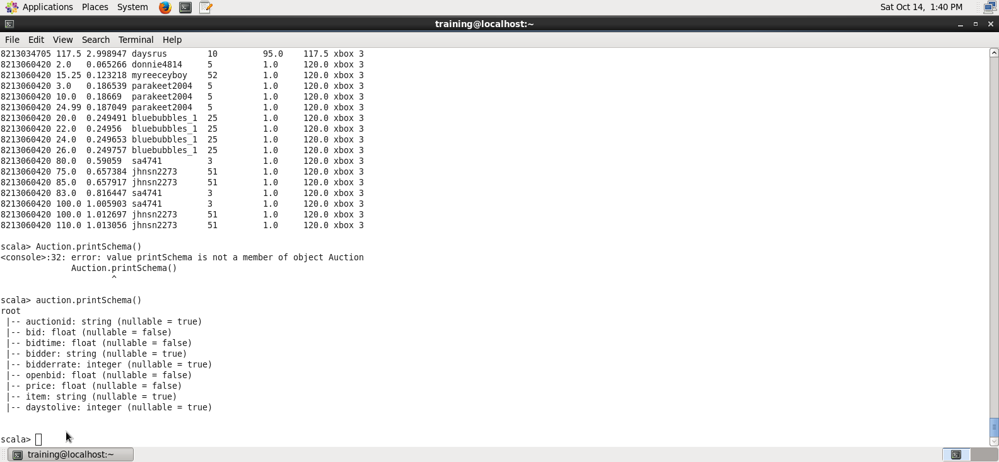 Applications Places System Sat Oct 14, 1:40 PM
training@localhost:~
File Edit View Search Terminal Help
8213034705 117.5 2.998947 daysrus 10 95.0 117.5 xbox 3
8213060420 2.0 0.065266 donnie4814 5 1.0 120.0 xbox 3
8213060420 15.25 0.123218 myreeceyboy 52 1.0 120.0 xbox 3
8213060420 3.0 0.186539 parakeet2004 5 1.0 120.0 xbox 3
8213060420 10.0 0.18669 parakeet2004 5 1.0 120.0 xbox 3
8213060420 24.99 0.187049 parakeet2004 5 1.0 120.0 xbox 3
8213060420 20.0 0.249491 bluebubbles_1 25 1.0 120.0 xbox 3
8213060420 22.0 0.24956 bluebubbles_1 25 1.0 120.0 xbox 3
8213060420 24.0 0.249653 bluebubbles_1 25 1.0 120.0 xbox 3
8213060420 26.0 0.249757 bluebubbles_1 25 1.0 120.0 xbox 3
8213060420 80.0 0.59059 sa4741 3 1.0 120.0 xbox 3
8213060420 75.0 0.657384 jhnsn2273 51 1.0 120.0 xbox 3
8213060420 85.0 0.657917 jhnsn2273 51 1.0 120.0 xbox 3
8213060420 83.0 0.816447 sa4741 3 1.0 120.0 xbox 3
8213060420 100.0 1.005903 sa4741 3 1.0 120.0 xbox 3
8213060420 100.0 1.012697 jhnsn2273 51 1.0 120.0 xbox 3
8213060420 110.0 1.013056 jhnsn2273 51 1.0 120.0 xbox 3
scala> Auction.printSchema()
<console>:32: error: value printSchema is not a member of object Auction
Auction.printSchema()
^
scala> auction.printSchema()
root
|-- auctionid: string (nullable = true)
|-- bid: float (nullable = false)
|-- bidtime: float (nullable = false)
|-- bidder: string (nullable = true)
|-- bidderrate: integer (nullable = true)
|-- openbid: float (nullable = false)
|-- price: float (nullable = false)
|-- item: string (nullable = true)
|-- daystolive: integer (nullable = true)
scala>
training@localhost:~